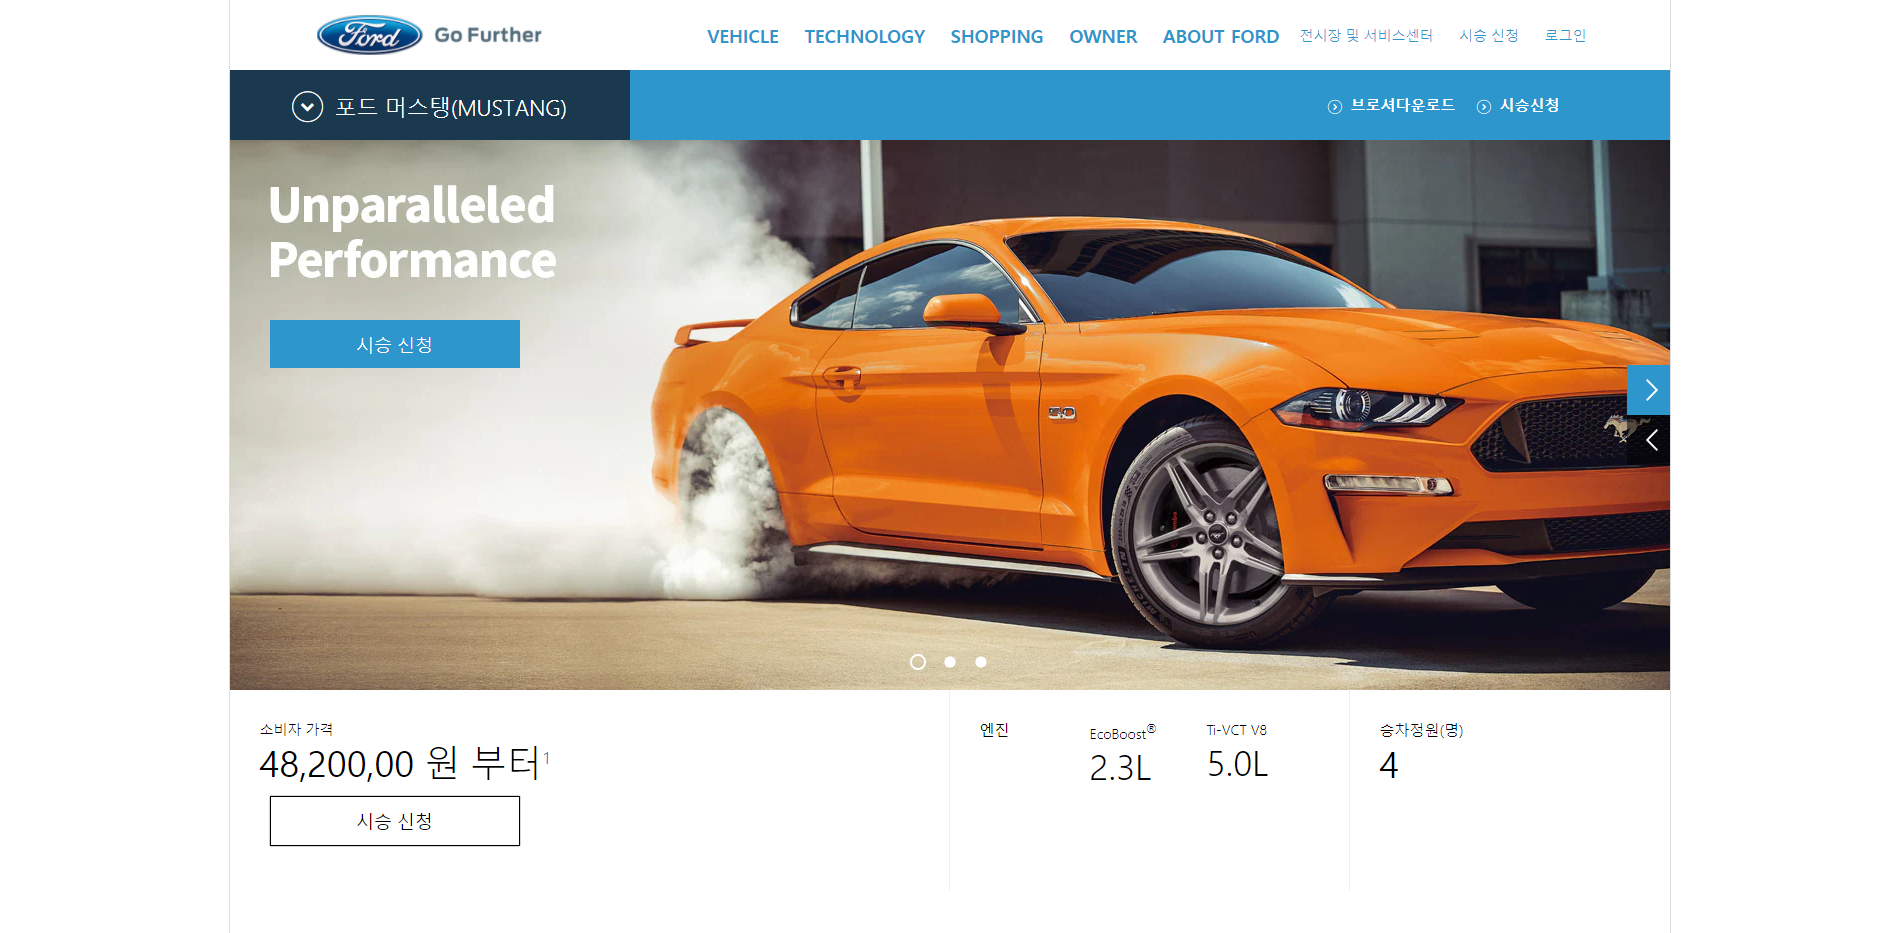 Ford Go Further
VEHICLE TECHNOLOGY SHOPPING OWNER ABOUT FORD 전시장 및 서비스센터 시승 신청 로그인
포드 머스탱(MUSTANG)
브로셔다운로드 시승신청
Unparalleled
Performance
시승 신청
5.0
소비자 가격
48,200,00 원 부터1
시승 신청
엔진
EcoBoost®
2.3L
Ti-VCT V8
5.0L
승차정원(명)
4